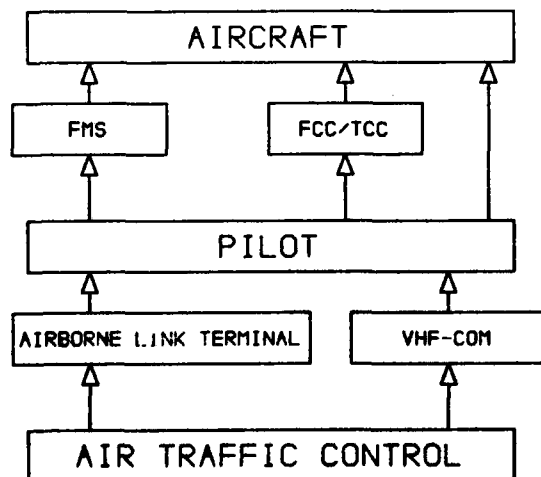 AIRCRAFT
FMS
FCC/TCC
PILOT
AIRBORNE LINK TERMINAL
VHF-COM
AIR TRAFFIC CONTROL